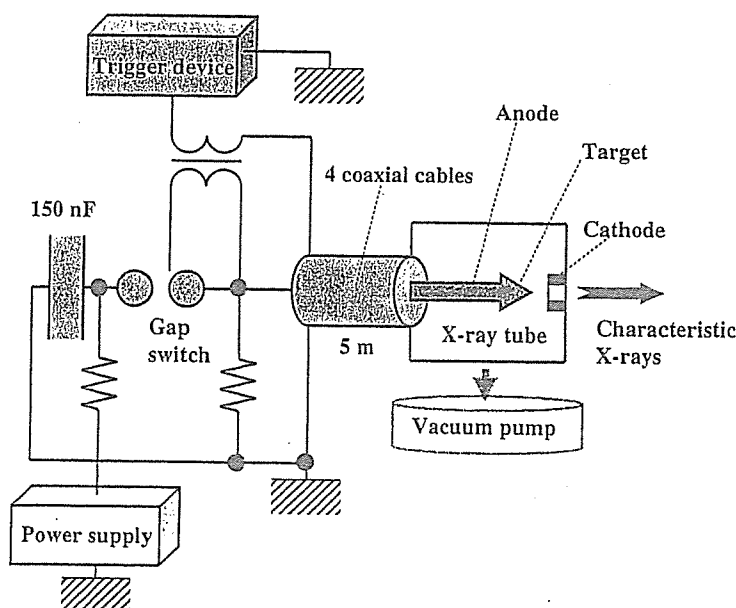 Trigger device
Anode
Target
4 coaxial cables
150 nF
Cathode
Gap
switch
X-ray tube
Characteristic
X-rays
5 m
Vacuum pump
Power supply